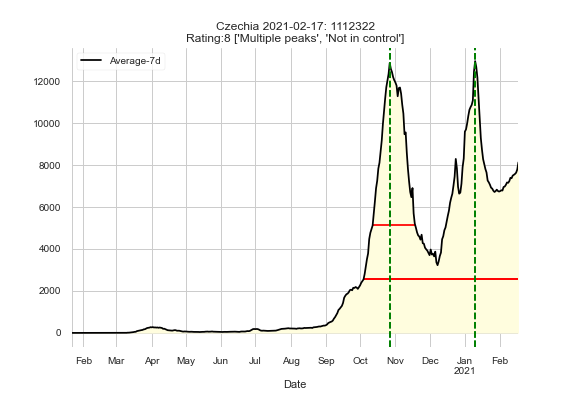 Czechia 2021-02-17: 1112322
Rating:8 ['Multiple peaks', 'Not in control']
Average-7d
12000
10000
8000
6000
4000
2000
0
Feb Mar Apr May Jun Jul Aug Sep Oct Nov Dec Jan Feb
2021
Date